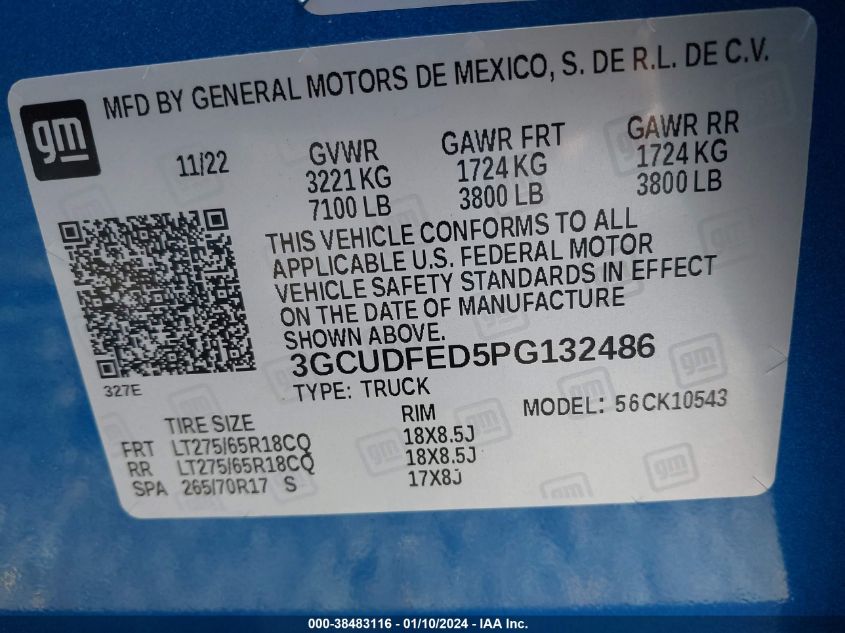 gm
MFD BY GENERAL MOTORS DE MEXICO, S. DE R.L. DE C.V.
11/22 GVWR GAWR FRT GAWR RR
3221 KG 1724 KG 1724 KG
7100 LB 3800 LB 3800 LB
THIS VEHICLE CONFORMS TO ALL
APPLICABLE U.S. FEDERAL MOTOR
VEHICLE SAFETY STANDARDS IN EFFECT
ON THE DATE OF MANUFACTURE
SHOWN ABOVE.
3GCUDFED5PG132486
327E
TYPE: TRUCK
TIRE SIZE RIM MODEL: 56CK10543
FRT LT275/65R18CQ 18X8.5J
RR LT275/65R18CQ 18X8.5J
SPA 265/70R17 S 17X8J
000-38483116 — 01/10/2024 — IAA Inc.